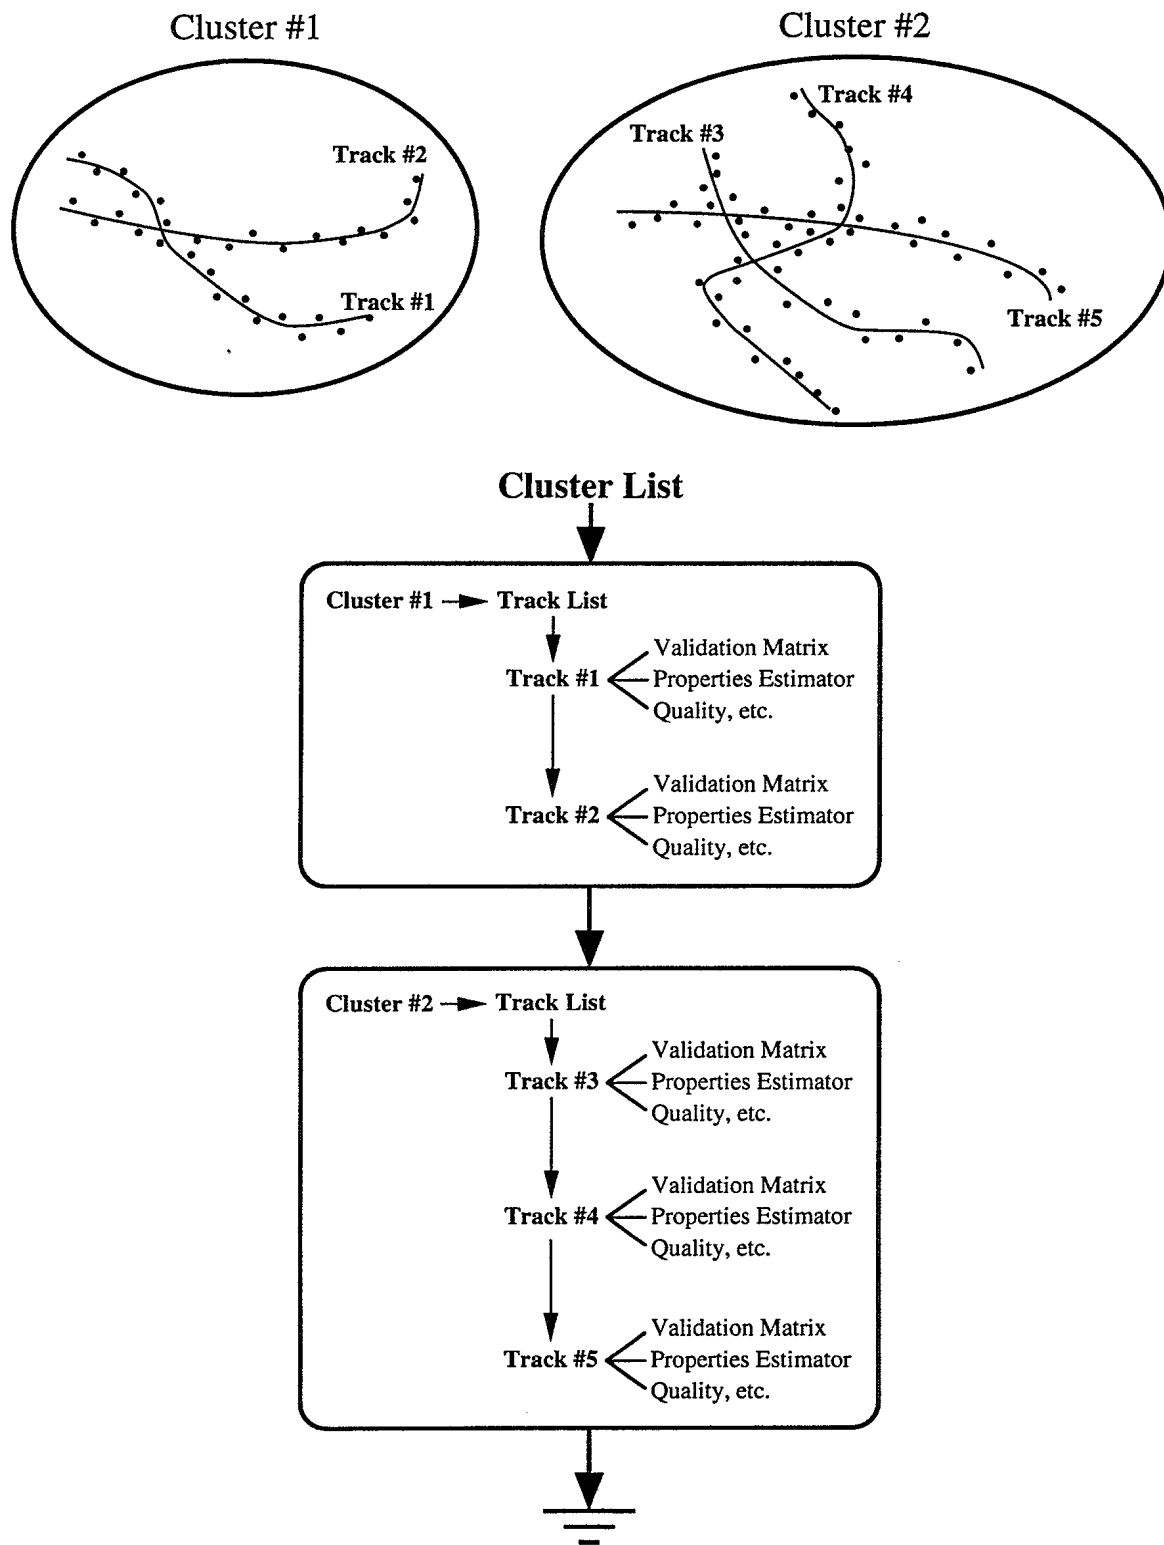 Cluster #1
Cluster #2
Track #4
Track #3
Track #2
Track #1
Track #5
Cluster List
Cluster #1 Track List
Validation Matrix
Track #1 Properties Estimator
Quality, etc.
Validation Matrix
Track #2 Properties Estimator
Quality, etc.
Cluster #2 Track List
Validation Matrix
Track #3 Properties Estimator
Quality, etc.
Validation Matrix
Track #4 Properties Estimator
Quality, etc.
Validation Matrix
Track #5 Properties Estimator
Quality, etc.